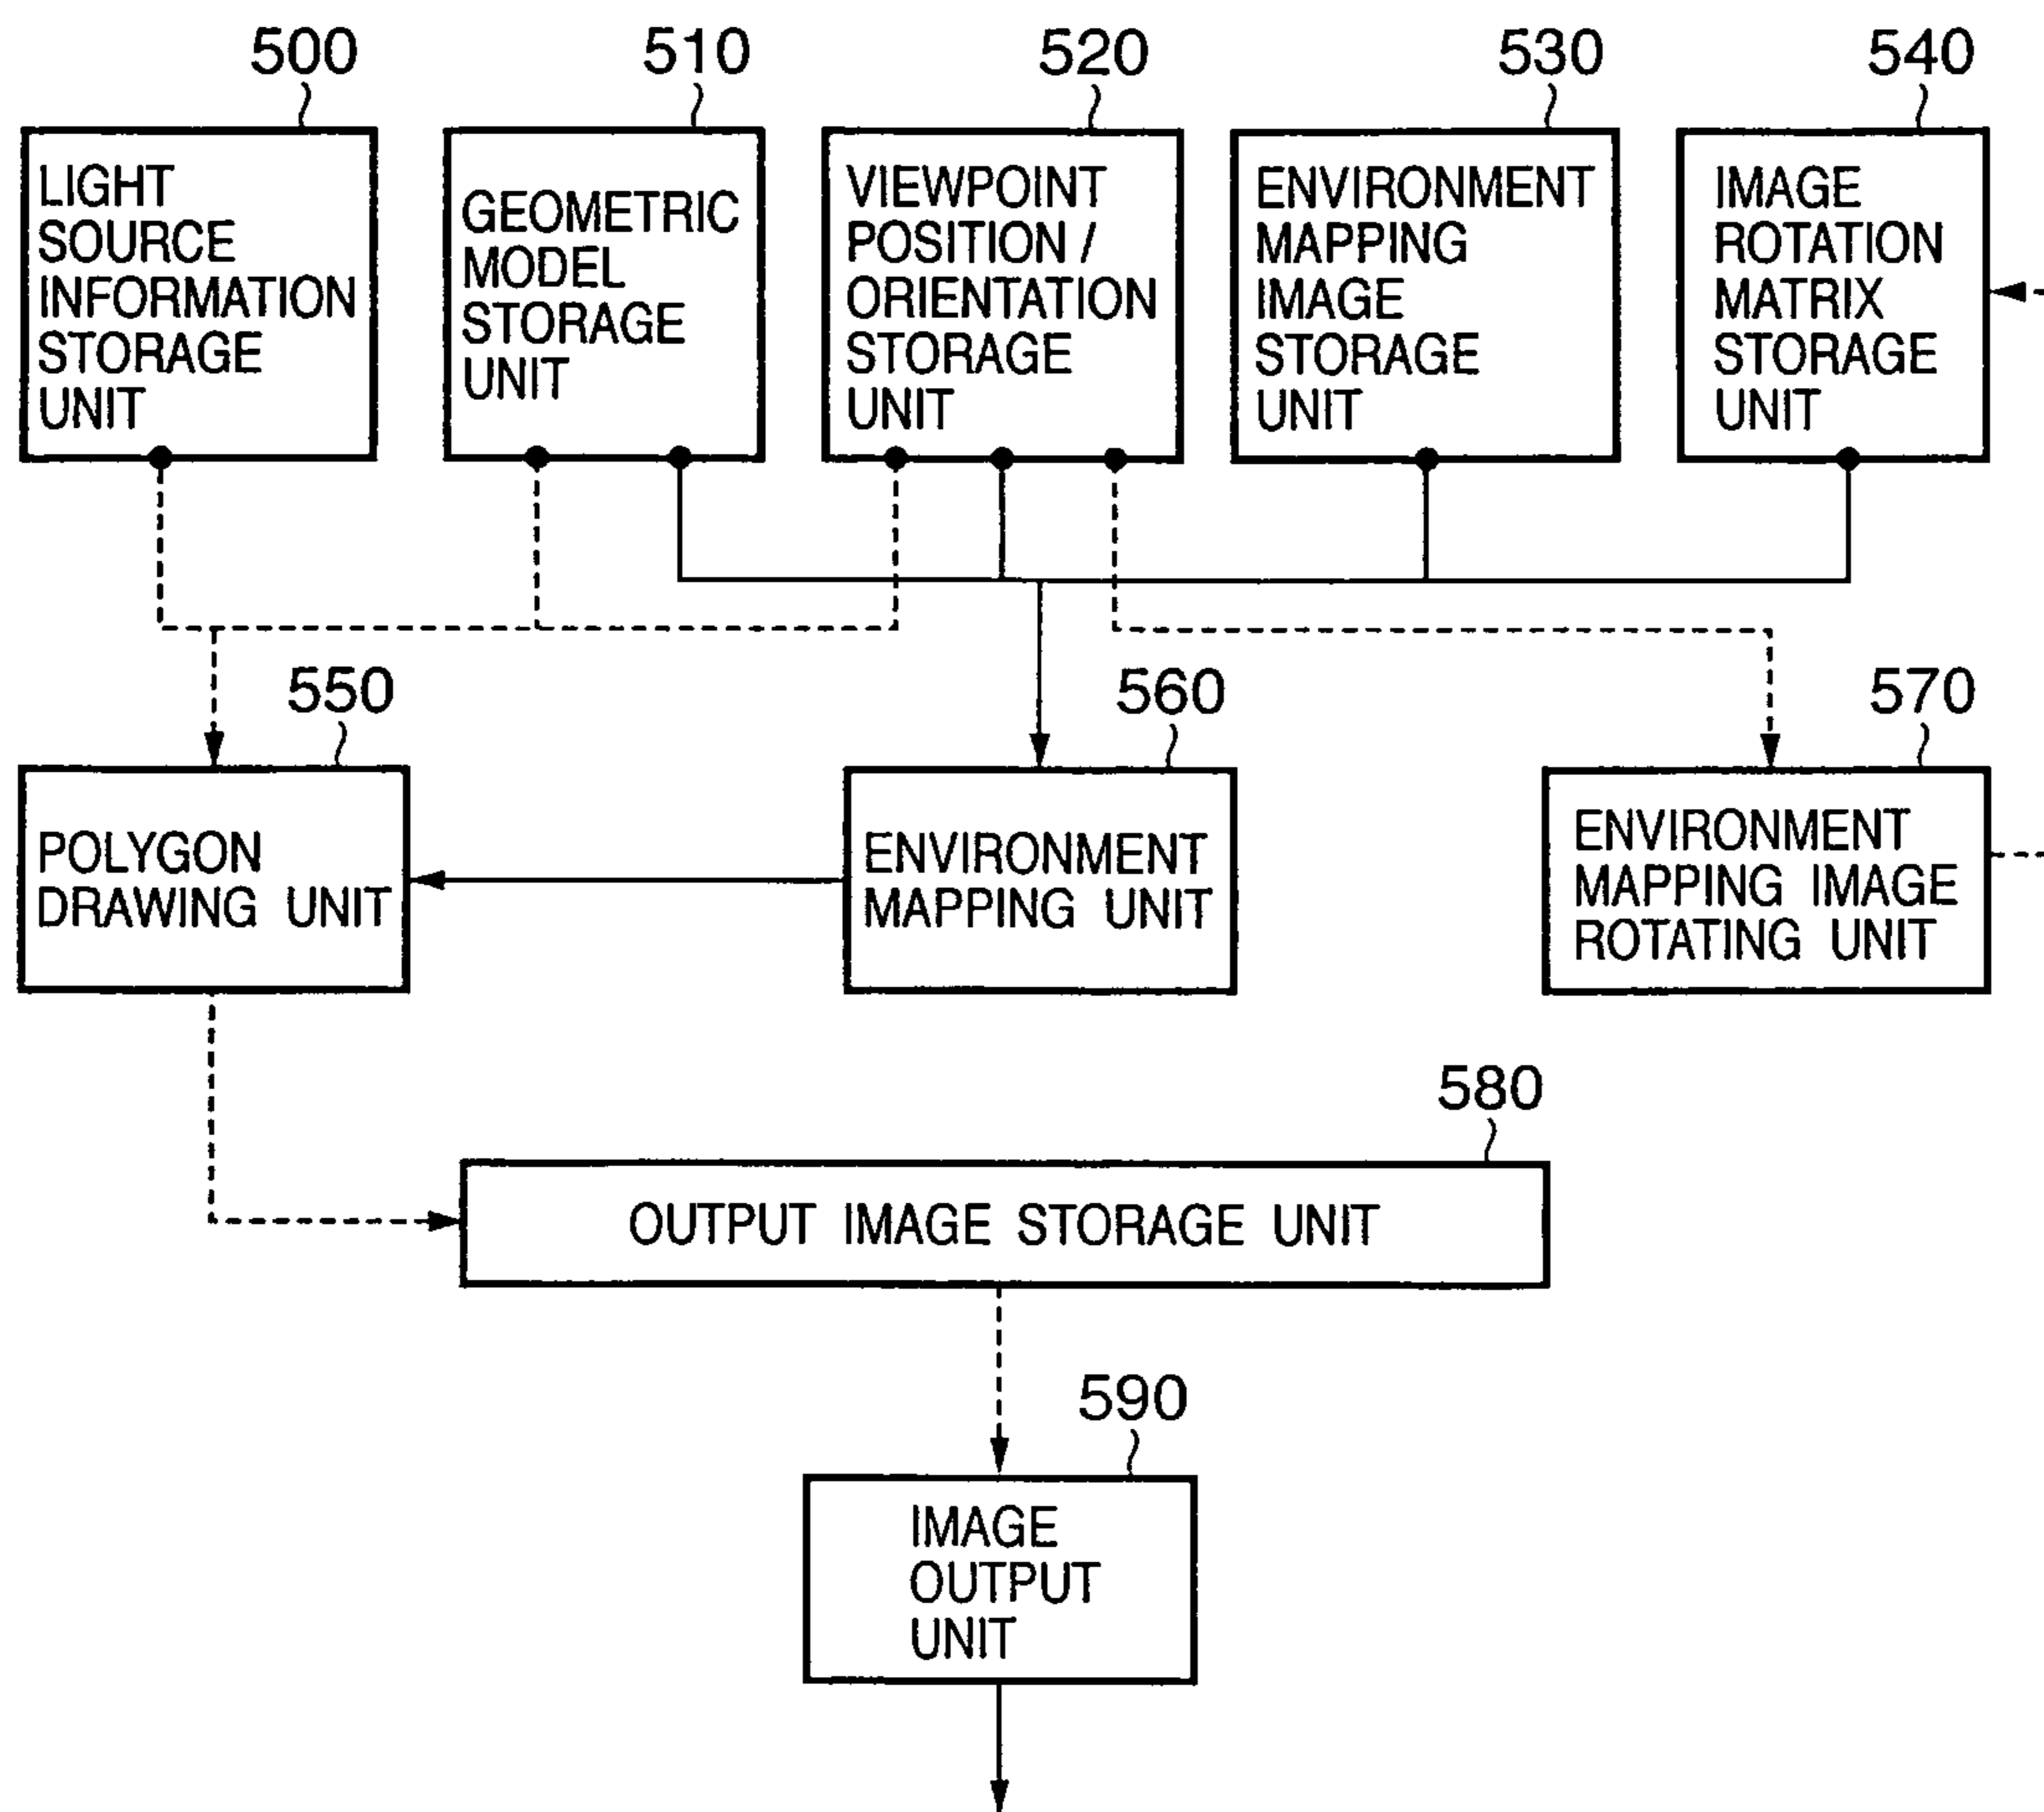 500
510
520
530
540
LIGHT
SOURCE
INFORMATION
STORAGE
UNIT
GEOMETRIC
MODEL
STORAGE
UNIT
VIEWPOINT
POSITION /
ORIENTATION
STORAGE
UNIT
ENVIRONMENT
MAPPING
IMAGE
STORAGE
UNIT
IMAGE
ROTATION
MATRIX
STORAGE
UNIT
550
560
570
POLYGON
DRAWING UNIT
ENVIRONMENT
MAPPING UNIT
ENVIRONMENT
MAPPING IMAGE
ROTATING UNIT
580
OUTPUT IMAGE STORAGE UNIT
590
IMAGE
OUTPUT
UNIT